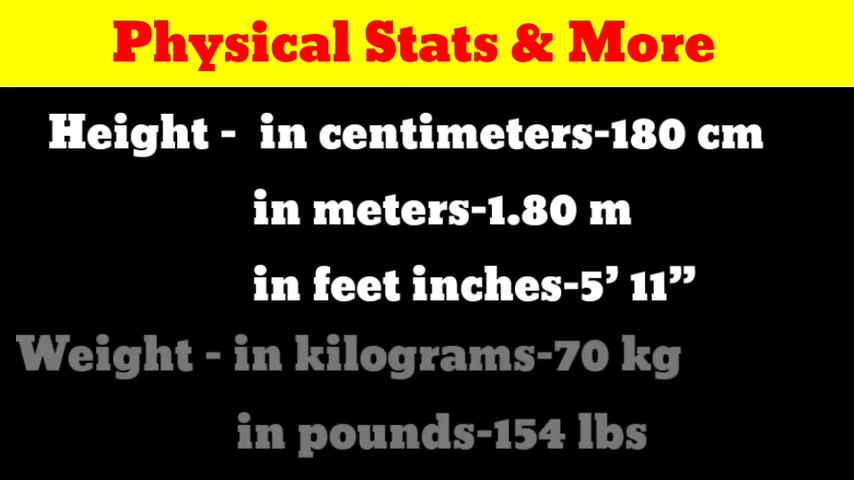 Physical Stats & More
Height - in centimeters-180 cm
in meters-1.80 m
in feet inches-5’ 11”
Weight - in kilograms-70 kg
in pounds-154 lbs